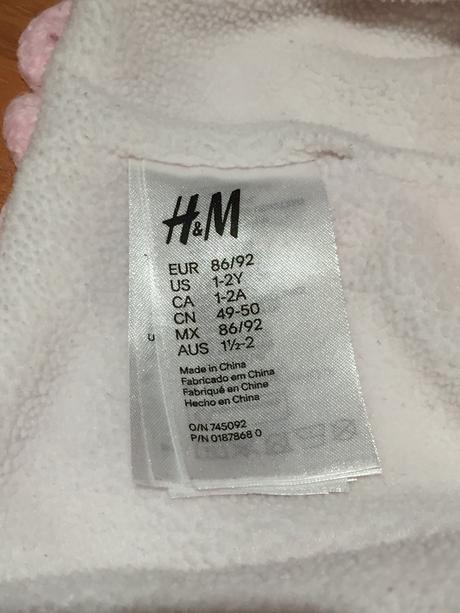 H&M
EUR 86/92
US 1-2Y
CA 1-2A
CN 49-50
MX 86/92
AUS 1½-2
Made in China
Fabricado em China
Fabriqué en Chine
Hecho en China
O/N 745092
P/N 0187868 0